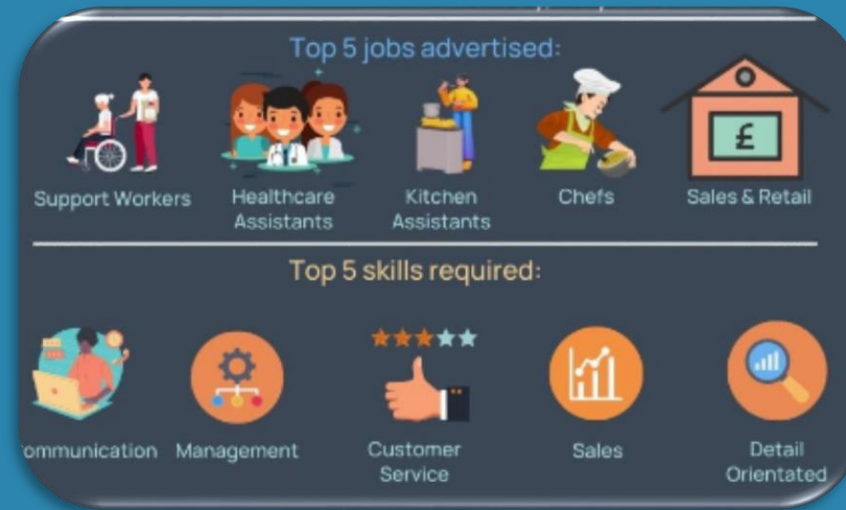 Top 5 jobs advertised:
Support Workers
Healthcare
Assistants
Kitchen
Assistants
Chefs
£
Sales & Retail
Top 5 skills required:
ommunication
Management
Customer
Service
Sales
Detail
Orientated